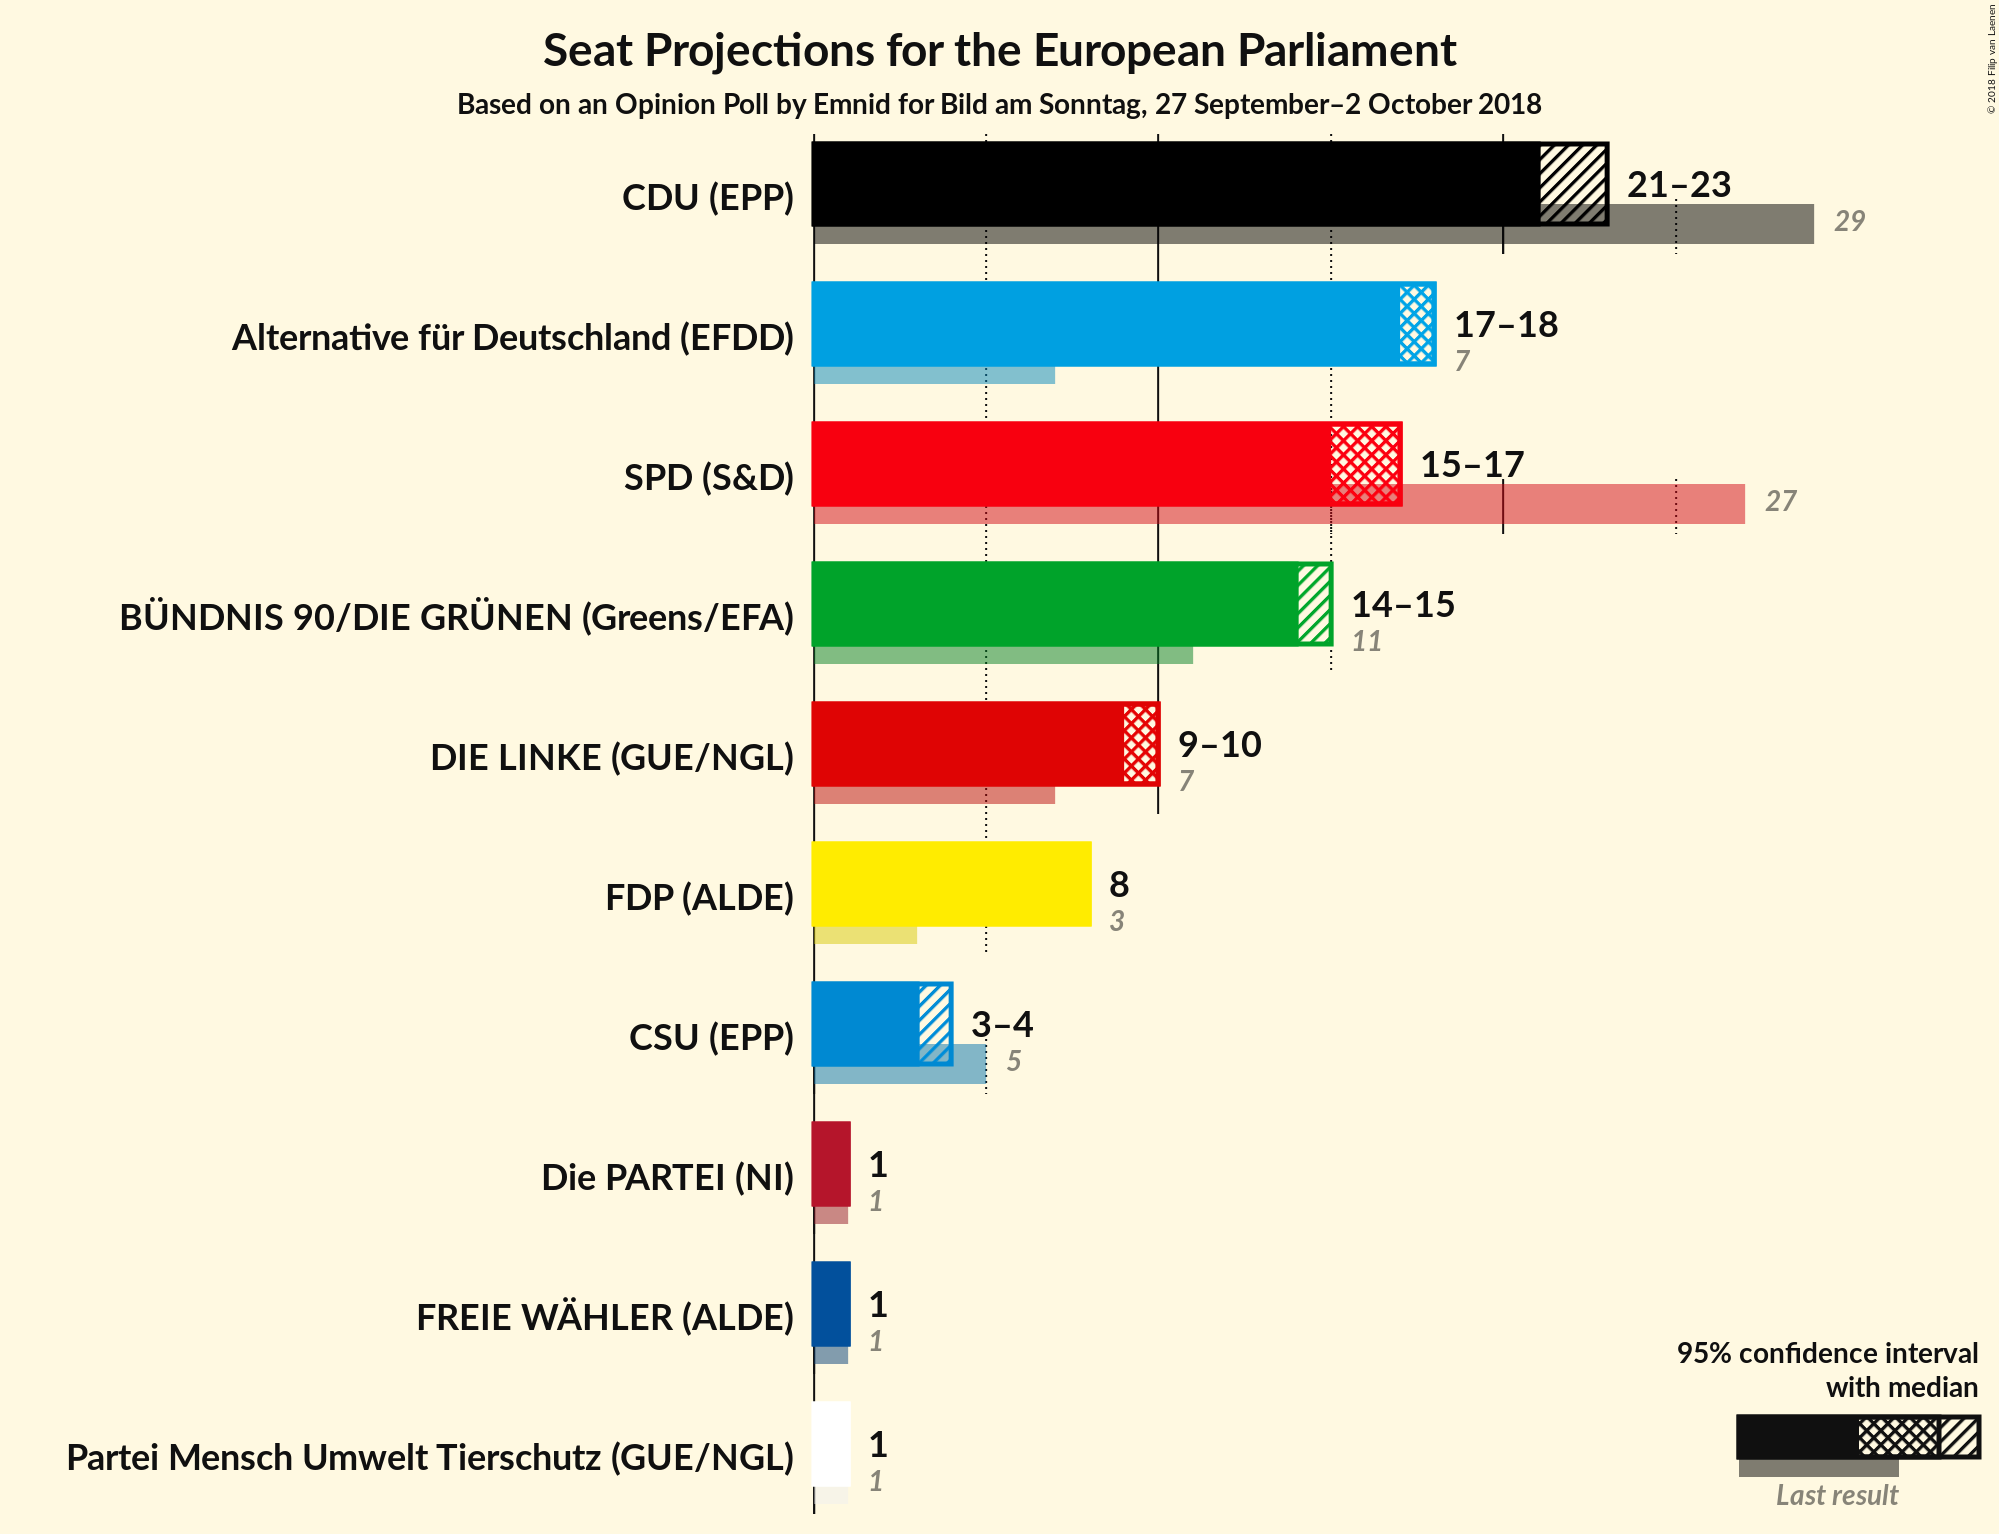 Seat Projections for the European Parliament
Based on an Opinion Poll by Emnid for Bild am Sonntag, 27 September–2 October 2018
© 2018 Filip van Laenen
CDU (EPP)
21–23
29
Alternative für Deutschland (EFDD)
17–18
7
SPD (S&D)
15–17
27
BÜNDNIS 90/DIE GRÜNEN (Greens/EFA)
14–15
11
DIE LINKE (GUE/NGL)
9–10
7
FDP (ALDE)
8
3
CSU (EPP)
3–4
5
Die PARTEI (NI)
1
1
FREIE WÄHLER (ALDE)
1
1
Partei Mensch Umwelt Tierschutz (GUE/NGL)
1
1
95% confidence interval
with median
Last result